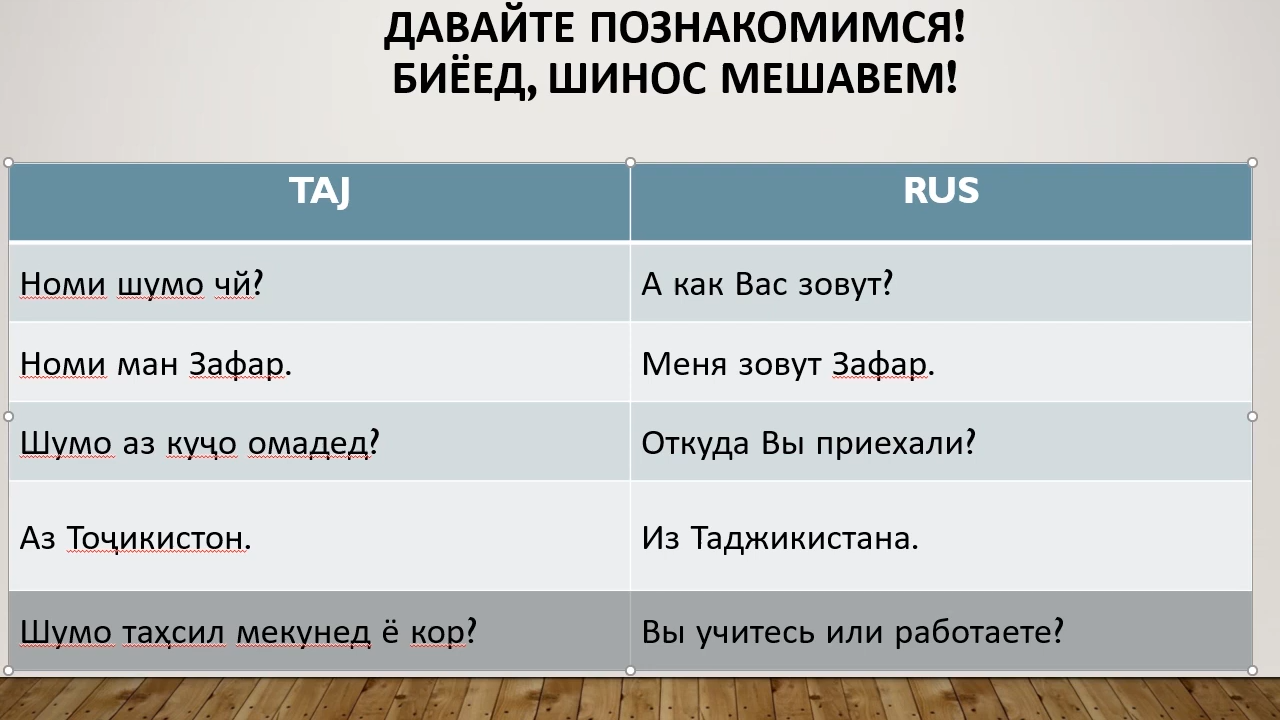 ДАВАЙТЕ ПОЗНАКОМИМСЯ!
БИЁЕД, ШИНОС МЕШАВЕМ!
TAJ
RUS
Номи шумо чй?
А как Вас зовут?
Номи ман Зафар.
Меня зовут Зафар.
Шумо аз куҷо омадед?
Откуда Вы приехали?
Аз Тоҷикистон.
Из Таджикистана.
Шумо таҳсил мекунед ё кор?
Вы учитесь или работаете?